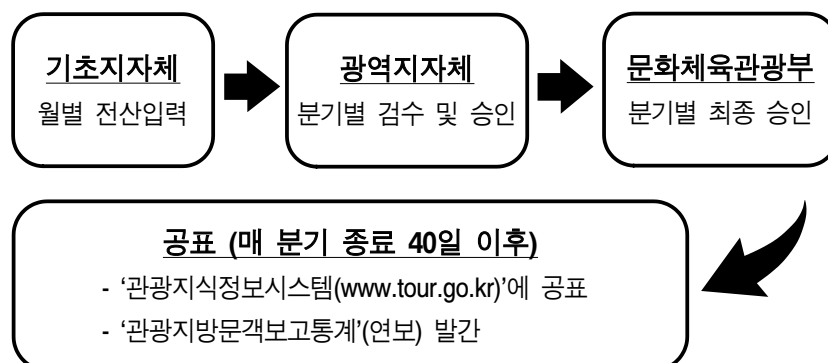 기초지자체
월별 전산입력
광역지자체
분기별 검수 및 승인
문화체육관광부
분기별 최종 승인
공표 (매 분기 종료 40일 이후)
- ‘관광지식정보시스템(www.tour.go.kr)’에 공표
- ‘관광지방문객보고통계’(연보) 발간